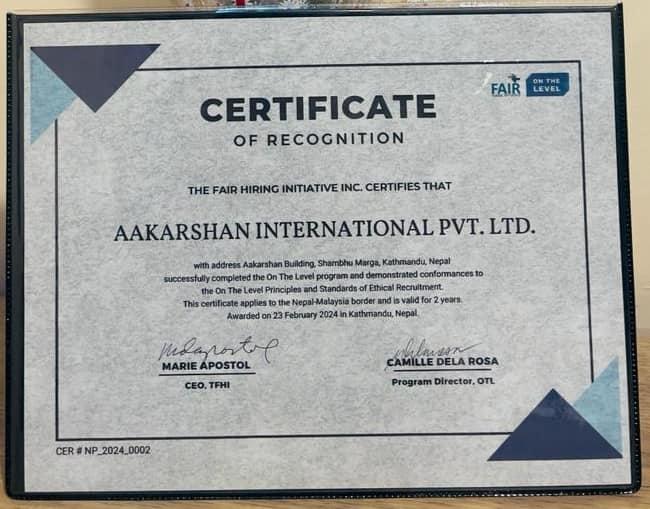 FAIR
ON THE
LEVEL
CERTIFICATE
OF RECOGNITION
THE FAIR HIRING INITIATIVE INC. CERTIFIES THAT
AAKARSHAN INTERNATIONAL PVT. LTD.
with address Aakarshan Building, Shambhu Marga, Kathmandu, Nepal
successfully completed the On The Level program and demonstrated conformances to
the On The Level Principles and Standards of Ethical Recruitment.
This certificate applies to the Nepal-Malaysia border and is valid for 2 years.
Awarded on 23 February 2024 in Kathmandu, Nepal.
MARIE APOSTOL
CEO, TFHI
CAMILLE DELA ROSA
Program Director, OTL
CER # NP_2024_0002